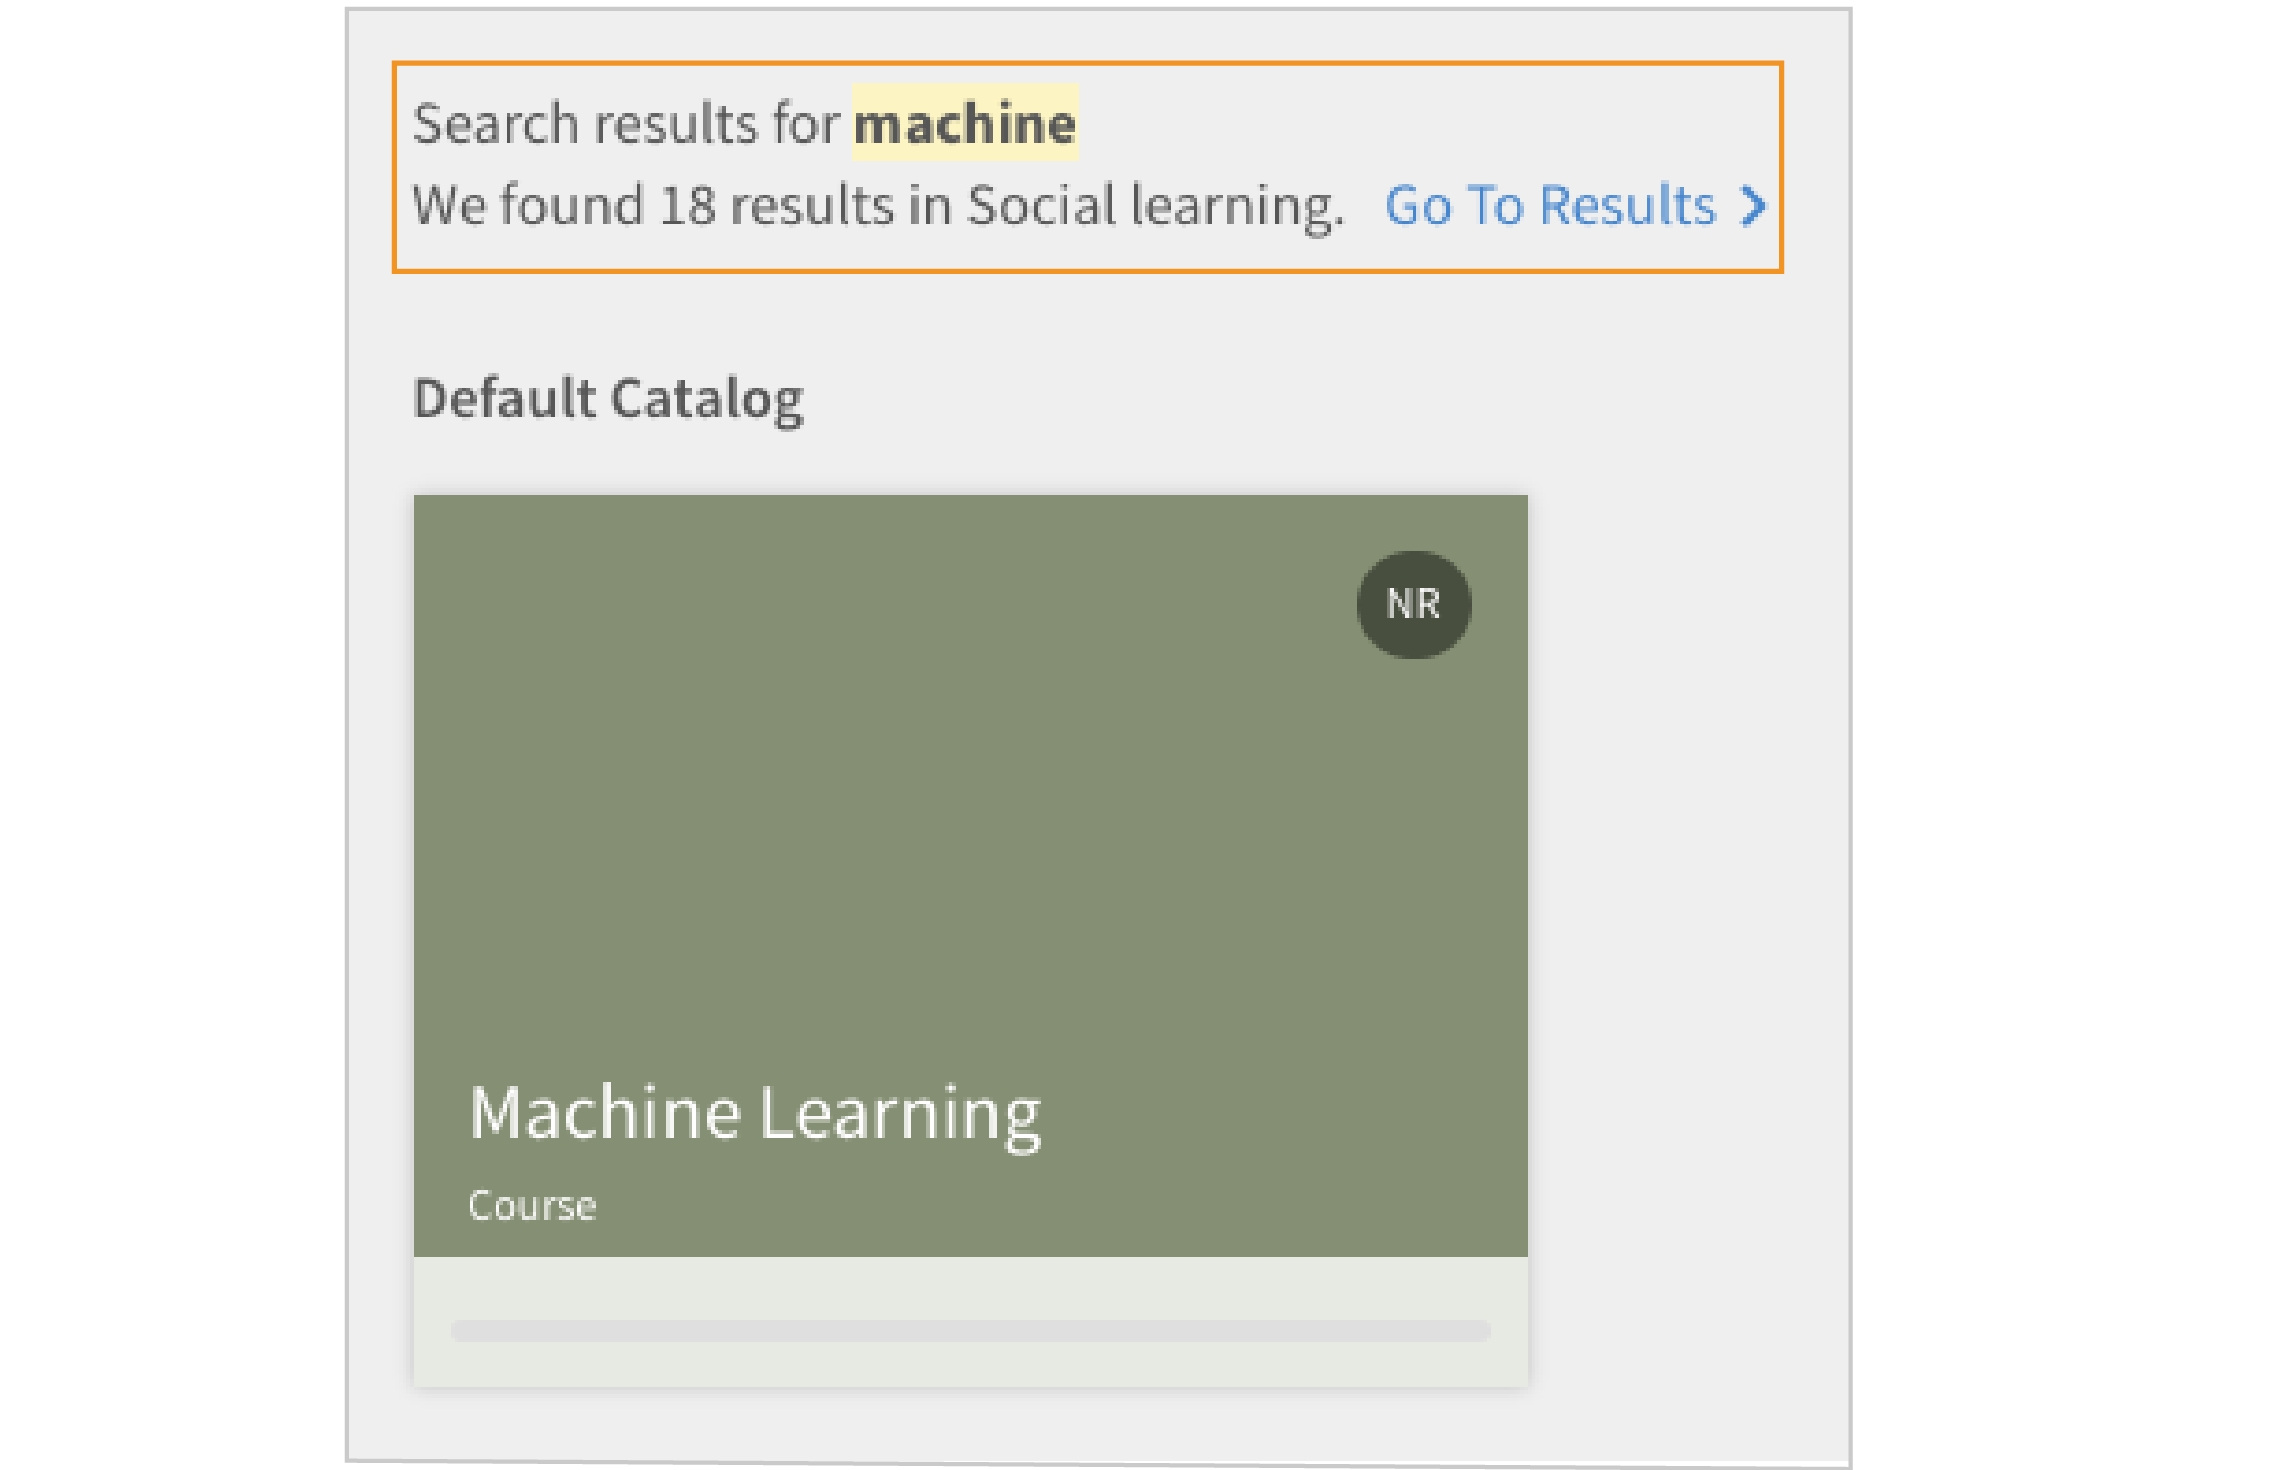 Search results for machine
We found 18 results in Social learning. Go To Results >
Default Catalog
NR
Machine Learning
Course